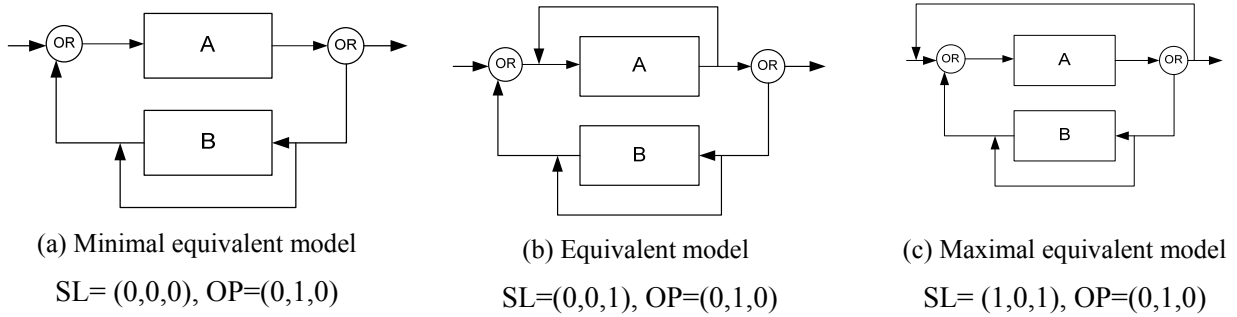 OR
A
OR
B
(a) Minimal equivalent model
SL= (0,0,0), OP=(0,1,0)
OR
A
OR
B
(b) Equivalent model
SL=(0,0,1), OP=(0,1,0)
OR
A
OR
B
(c) Maximal equivalent model
SL= (1,0,1), OP=(0,1,0)